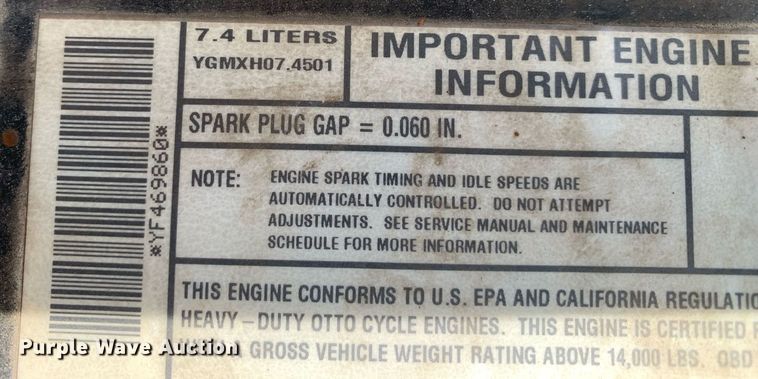 7.4 LITERS
YGMXH07.4501
IMPORTANT ENGINE
INFORMATION
SPARK PLUG GAP = 0.060 IN.
*YF469860*
NOTE: ENGINE SPARK TIMING AND IDLE SPEEDS ARE
AUTOMATICALLY CONTROLLED. DO NOT ATTEMPT
ADJUSTMENTS. SEE SERVICE MANUAL AND MAINTENANCE
SCHEDULE FOR MORE INFORMATION.
THIS ENGINE CONFORMS TO U.S. EPA AND CALIFORNIA
HEAVY-DUTY OTTO CYCLE ENGINES. THIS ENGINE IS CERTIFIED
GROSS VEHICLE WEIGHT RATING ABOVE 14,000 LBS. OBD
Purple Wave Auction